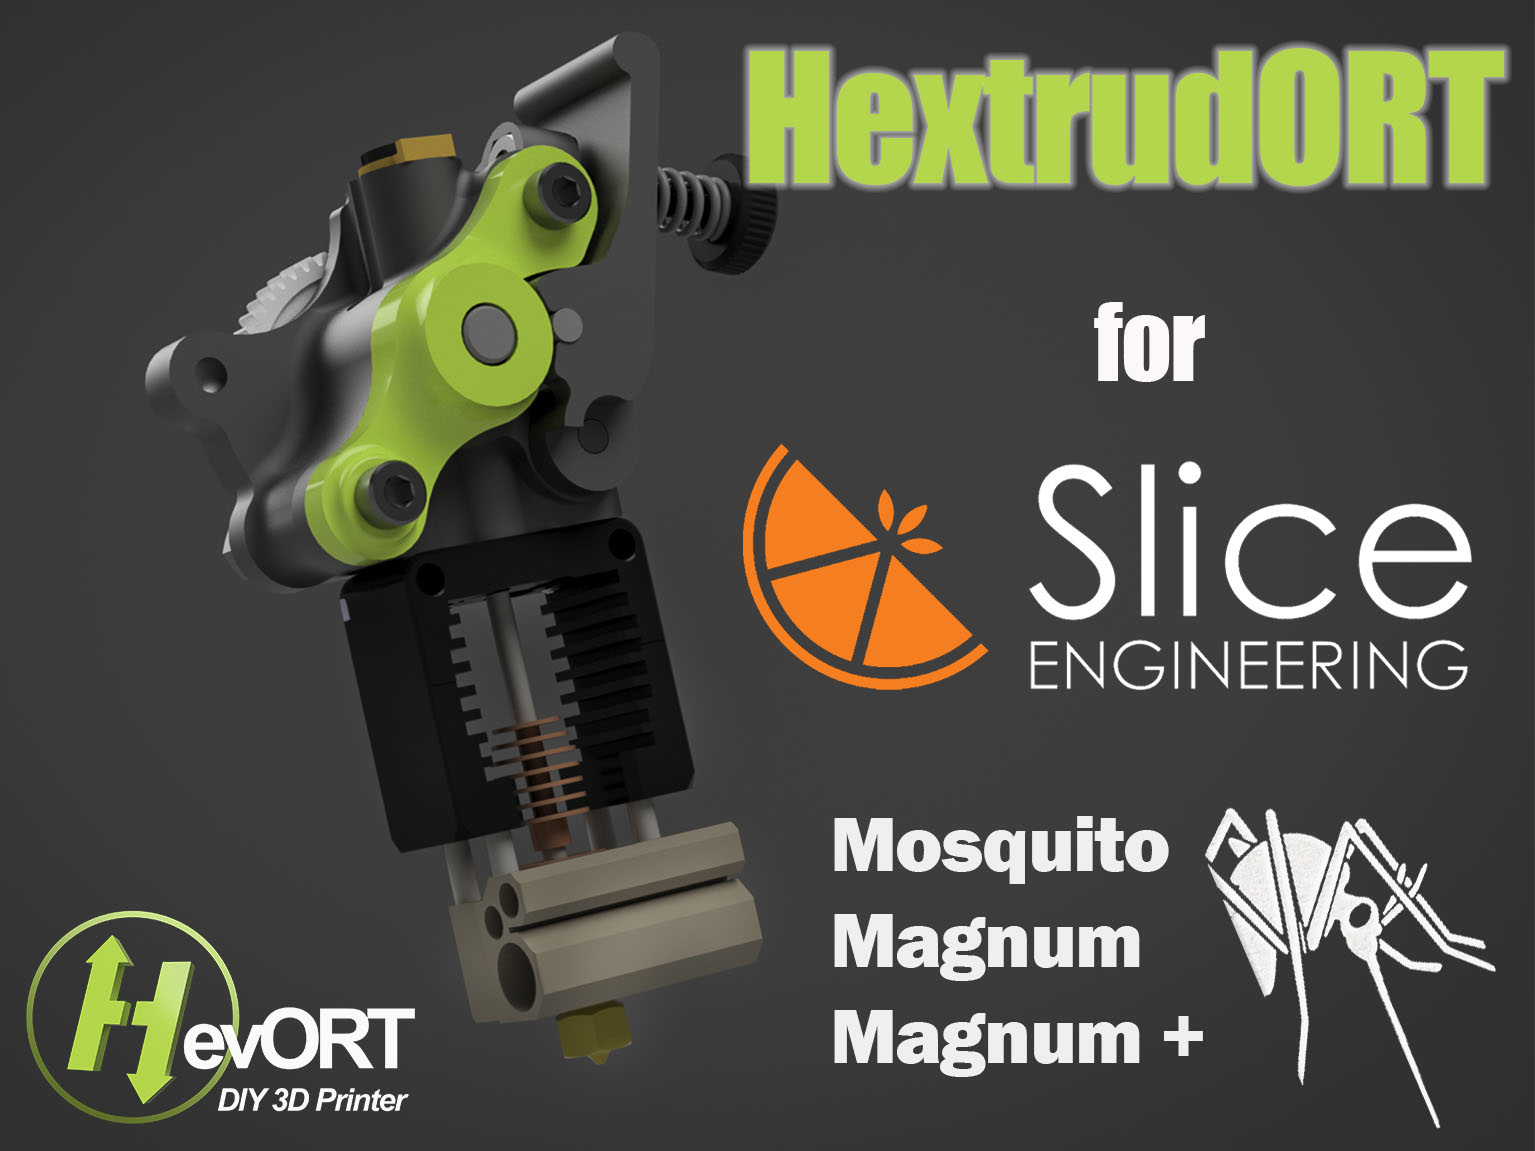 HextrudORT
for
Slice
ENGINEERING
Mosquito
Magnum
Magnum +
HevORT
DIY 3D Printer